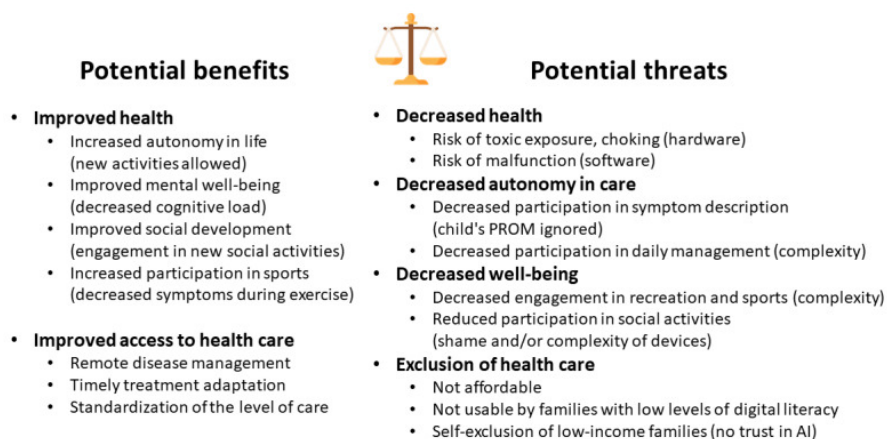 Potential benefits
• Improved health
• Increased autonomy in life
(new activities allowed)
• Improved mental well-being
(decreased cognitive load)
• Improved social development
(engagement in new social activities)
• Increased participation in sports
(decreased symptoms during exercise)
• Improved access to health care
• Remote disease management
• Timely treatment adaptation
• Standardization of the level of care
Potential threats
• Decreased health
• Risk of toxic exposure, choking (hardware)
• Risk of malfunction (software)
• Decreased autonomy in care
• Decreased participation in symptom description
(child's PROM ignored)
• Decreased participation in daily management (complexity)
• Decreased well-being
• Decreased engagement in recreation and sports (complexity)
• Reduced participation in social activities
(shame and/or complexity of devices)
• Exclusion of health care
• Not affordable
• Not usable by families with low levels of digital literacy
• Self-exclusion of low-income families (no trust in AI)